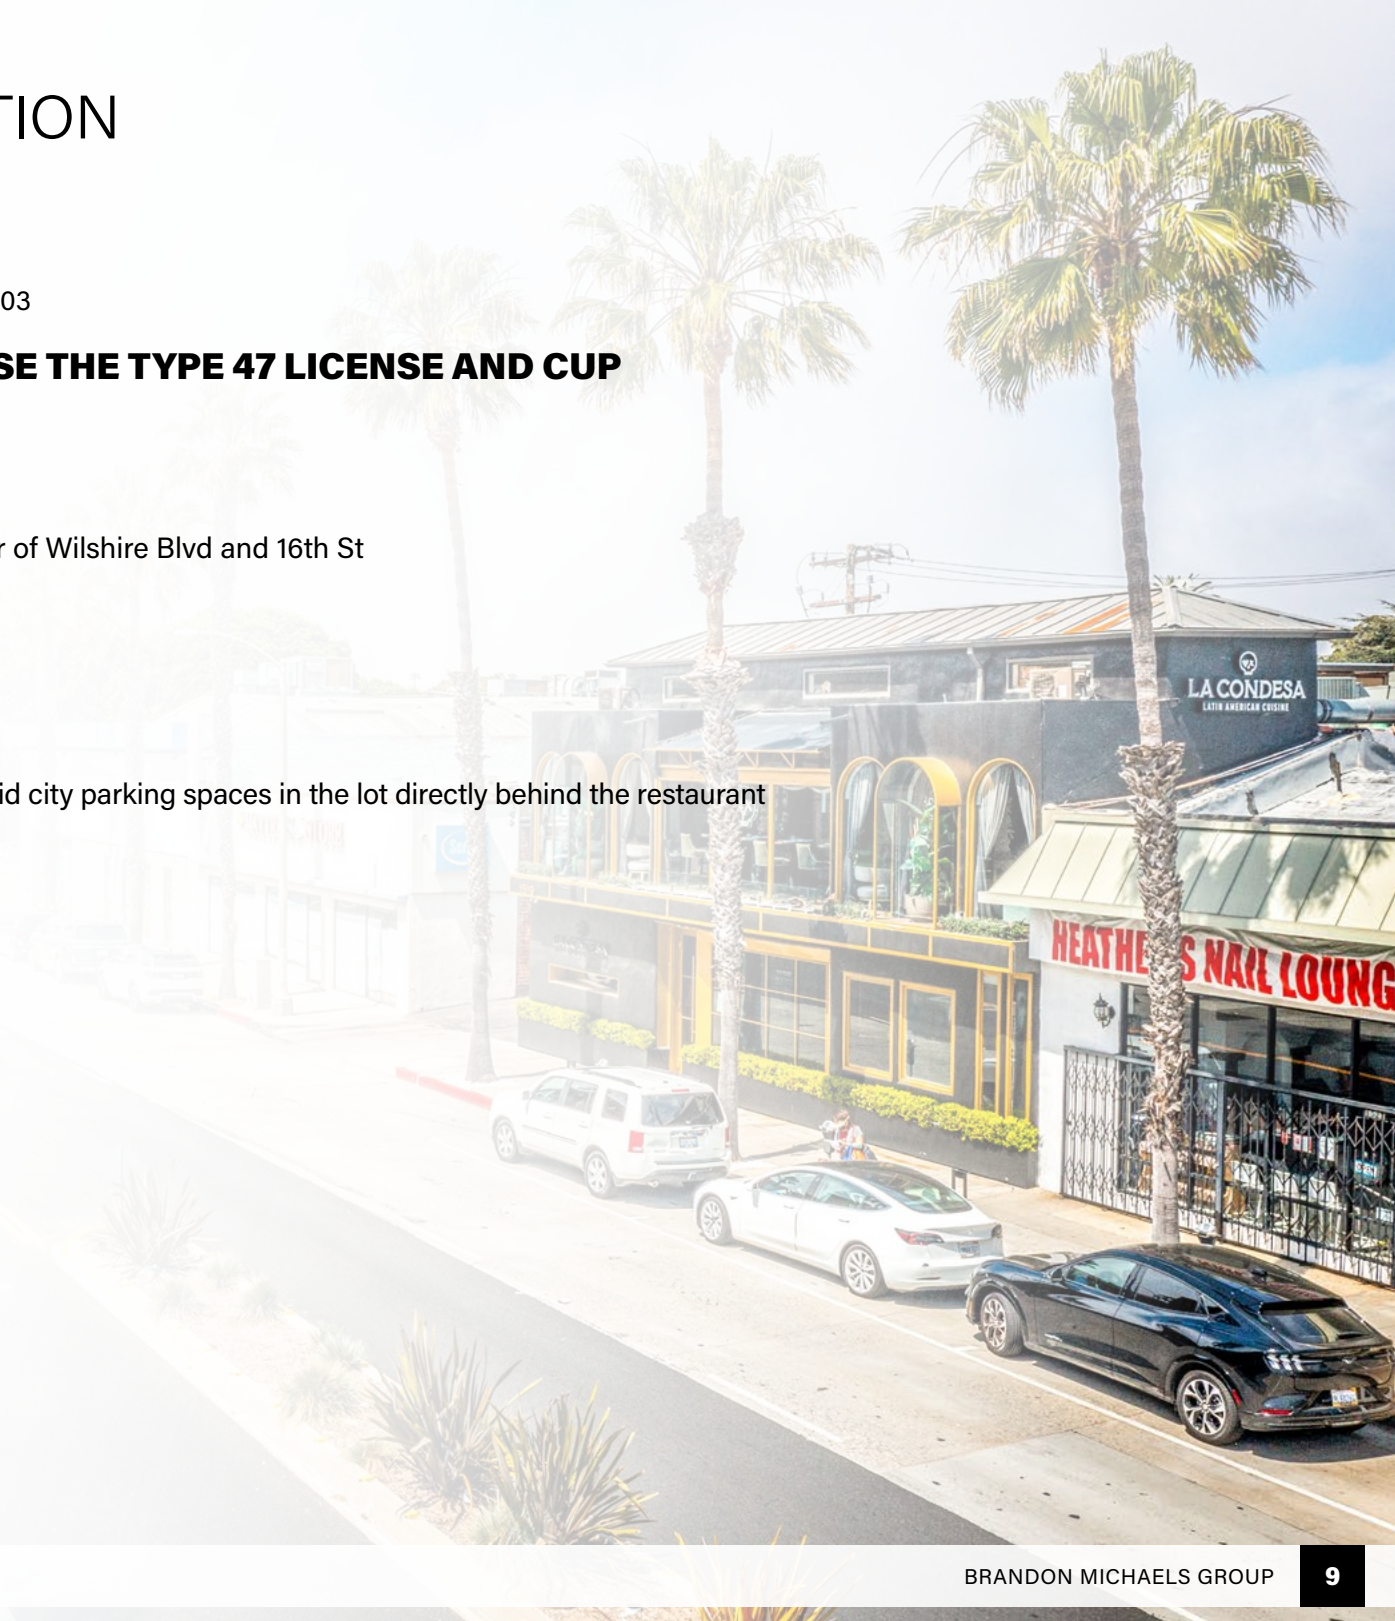 TION
03
SE THE TYPE 47 LICENSE AND CUP
r of Wilshire Blvd and 16th St
LA CONDESA
LATIN AMERICAN CUISINE
id city parking spaces in the lot directly behind the restaurant
NAIL LOUNG
BRANDON MICHAELS GROUP 9